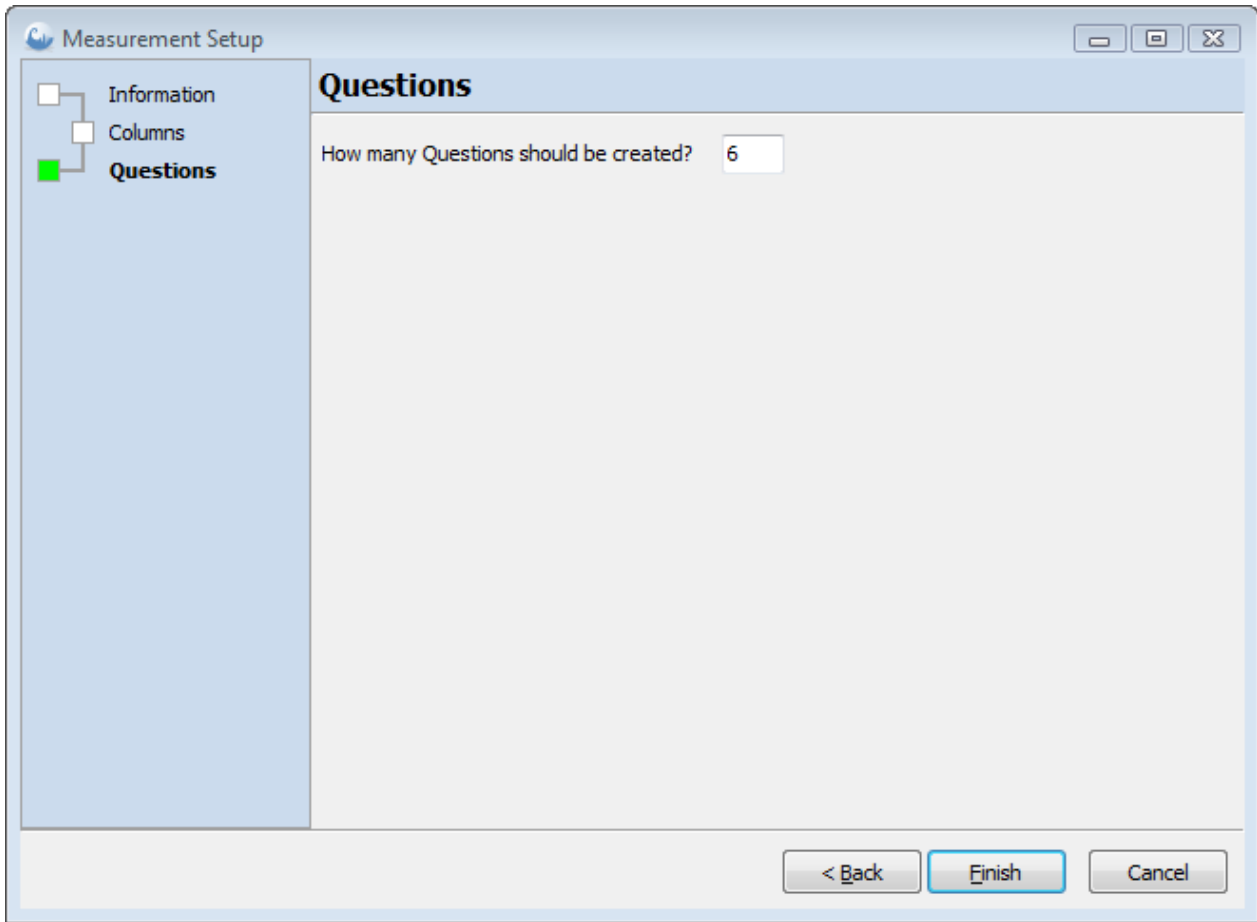 Measurement Setup
Information
Columns
Questions
Questions
How many Questions should be created? 6
< Back
Finish
Cancel